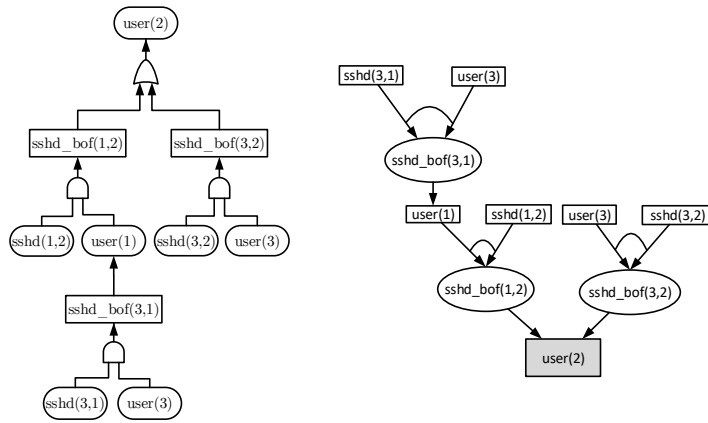 user(2)
sshd_bof(1,2)
sshd_bof(3,2)
sshd(1,2)
user(1)
sshd(3,2)
user(3)
sshd_bof(3,1)
sshd(3,1)
user(3)
sshd(3,1)
user(3)
sshd_bof(3,1)
user(1)
sshd(1,2)
user(3)
sshd(3,2)
sshd_bof(1,2)
sshd_bof(3,2)
user(2)